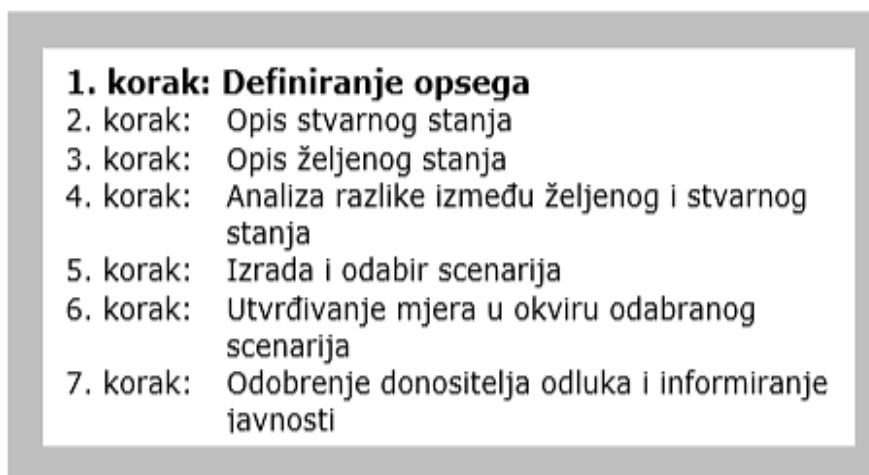 1. korak: Definiranje opsega
2. korak: Opis stvarnog stanja
3. korak: Opis željenog stanja
4. korak: Analiza razlike između željenog i stvarnog
stanja
5. korak: Izrada i odabir scenarija
6. korak: Utvrđivanje mjera u okviru odabranog
scenarija
7. korak: Odobrenje donositelja odluka i informiranje
javnosti